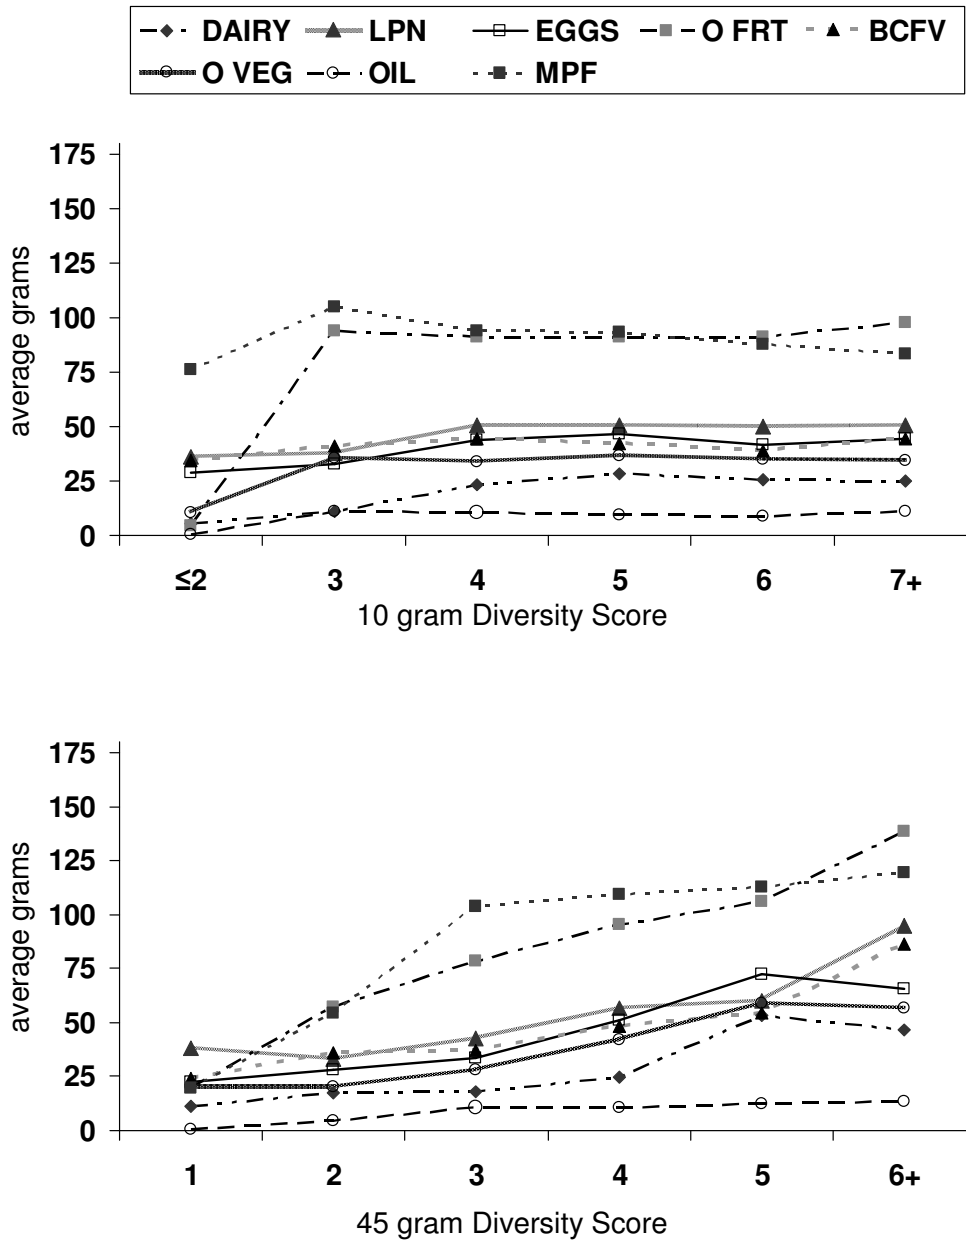 DAIRY LPN EGGS O FRT BCFV
O VEG OIL MPF
175
150
125
100
75
50
25
0
average grams
≤2 3 4 5 6 7+
10 gram Diversity Score
175
150
125
100
75
50
25
0
average grams
1 2 3 4 5 6+
45 gram Diversity Score